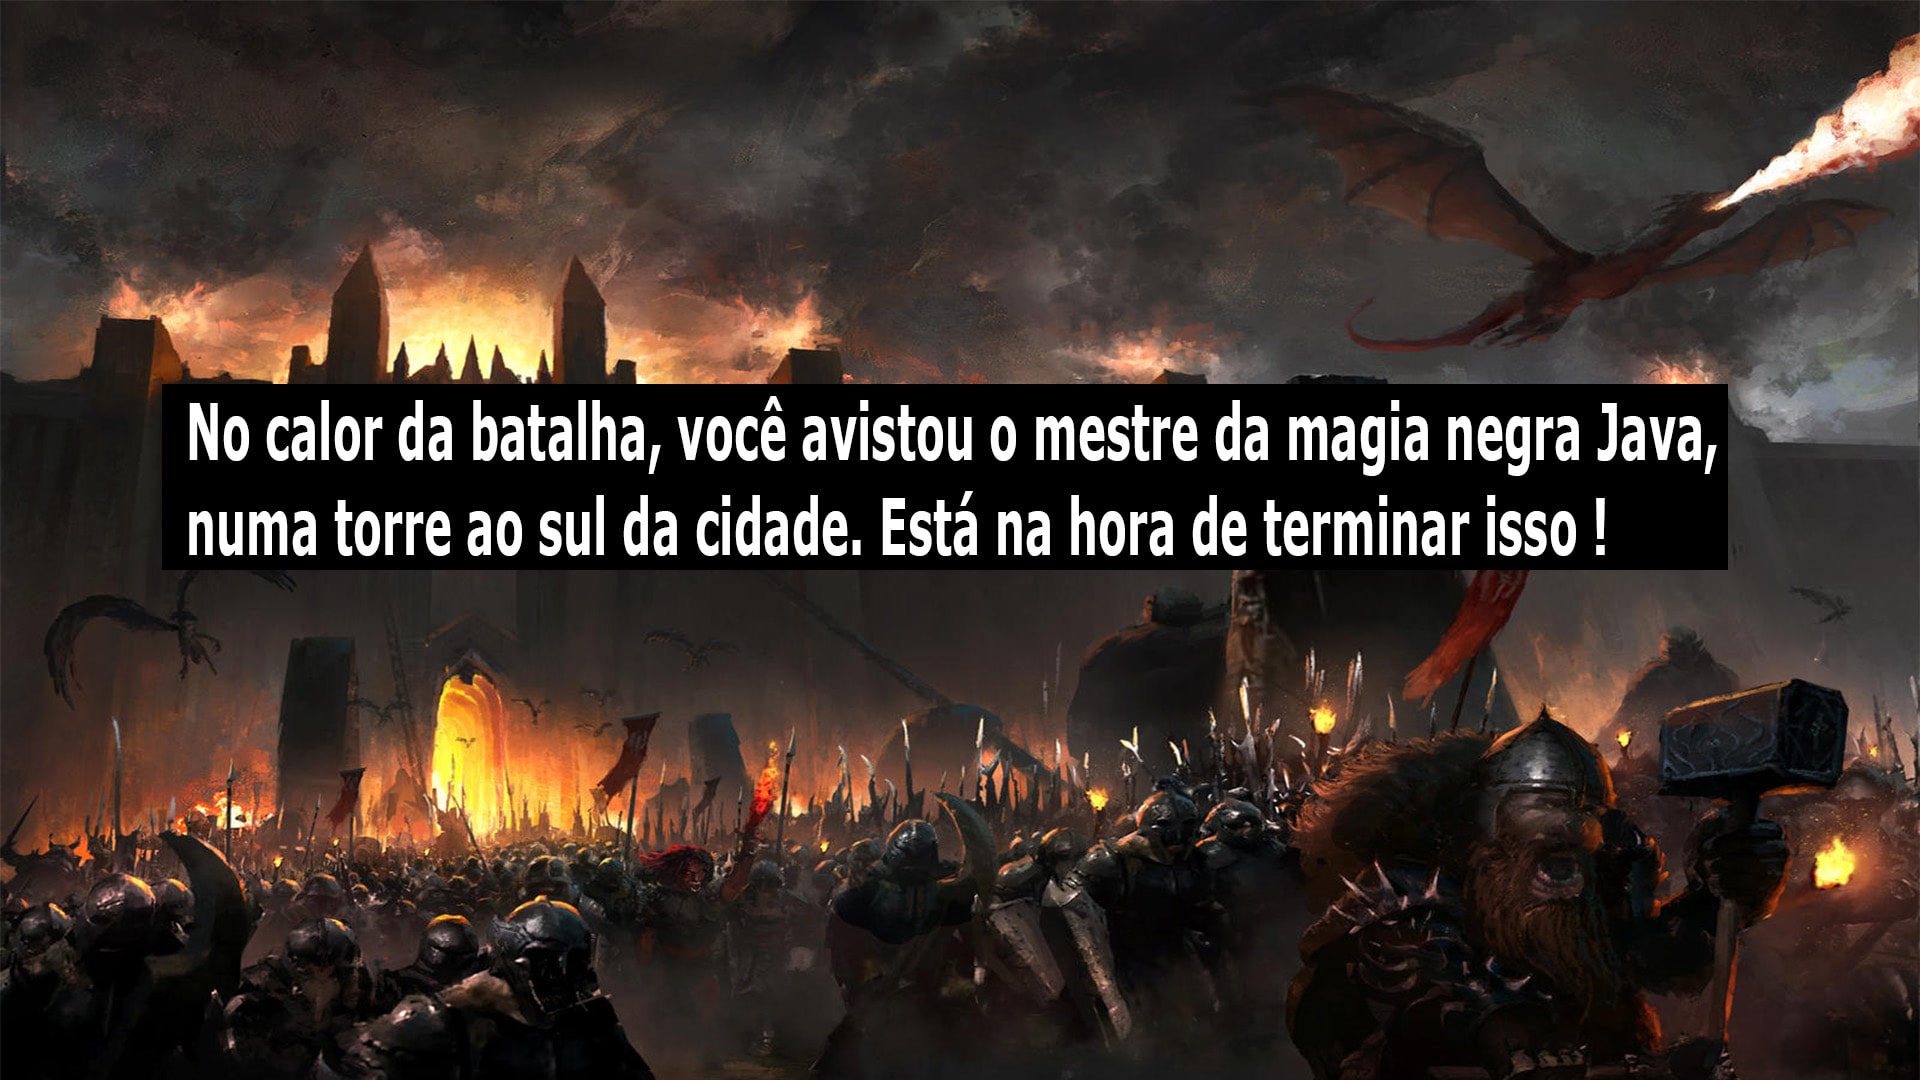 No calor da batalha, você avistou o mestre da magia negra Java,
numa torre ao sul da cidade. Está na hora de terminar isso !